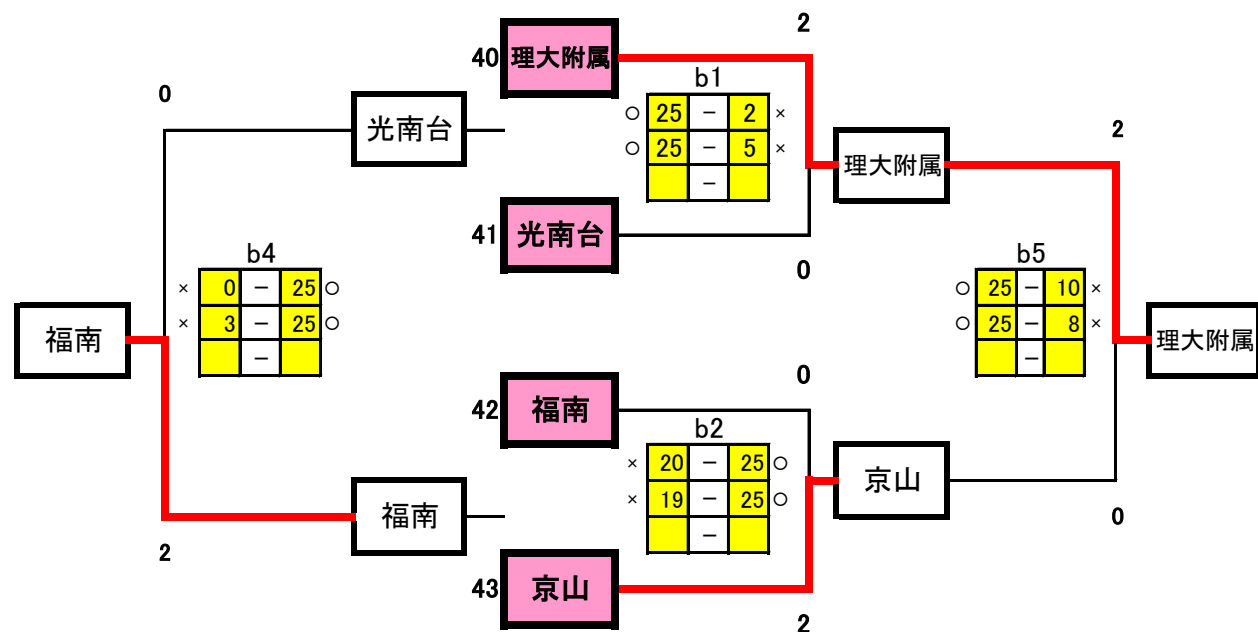 2
40 理大附属
b1
0
○ 25 － 2 ×
光南台
2
○ 25 － 5 ×
理大附属
－
41 光南台
b4
0
b5
× 0 － 25 ○
○ 25 － 10 ×
× 3 － 25 ○
○ 25 － 8 ×
福南
理大附属
－
－
0
42 福南
b2
× 20 － 25 ○
京山
× 19 － 25 ○
福南
0
－
2
43 京山
2